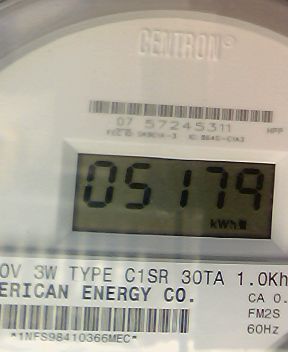 CENTRON®
07 57245311
05179
kWh
0V 3W TYPE C1SR 30TA 1.0Kh
ERICAN ENERGY CO.
CA 0.
FM2S
60Hz
*1NFS98410366MEC*